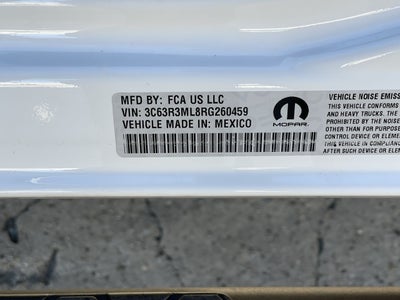 MFD BY: FCA US LLC
VIN: 3C63R3ML8RG260459
VEHICLE MADE IN: MEXICO
MOPAR
VEHICLE NOISE EMISS
THIS VEHICLE CONFORMS
AND HEAVY TRUCKS. THE
PROHIBITED BY THE NOISE
OTHER THAN FOR PURPOSE
CONTROL DEVICE OR ELEME
THIS VEHICLE IN COMPLIANC
AFTER SUCH DEVICE OR ELEM